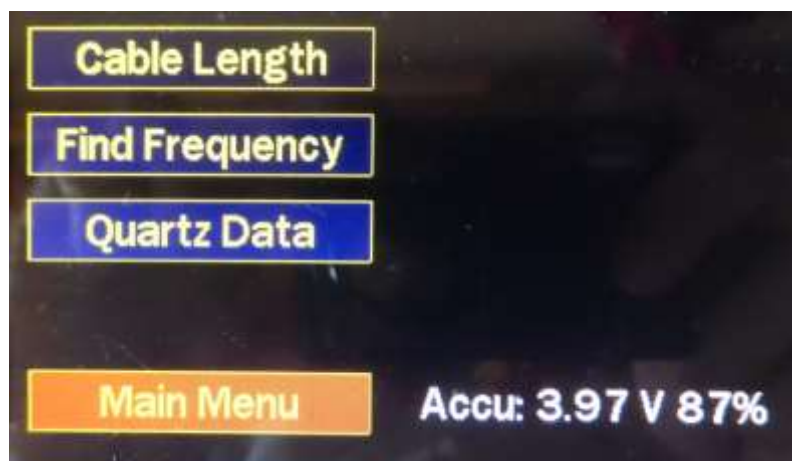 Cable Length
Find Frequency
Quartz Data
Main Menu
Accu: 3.97 V 87%